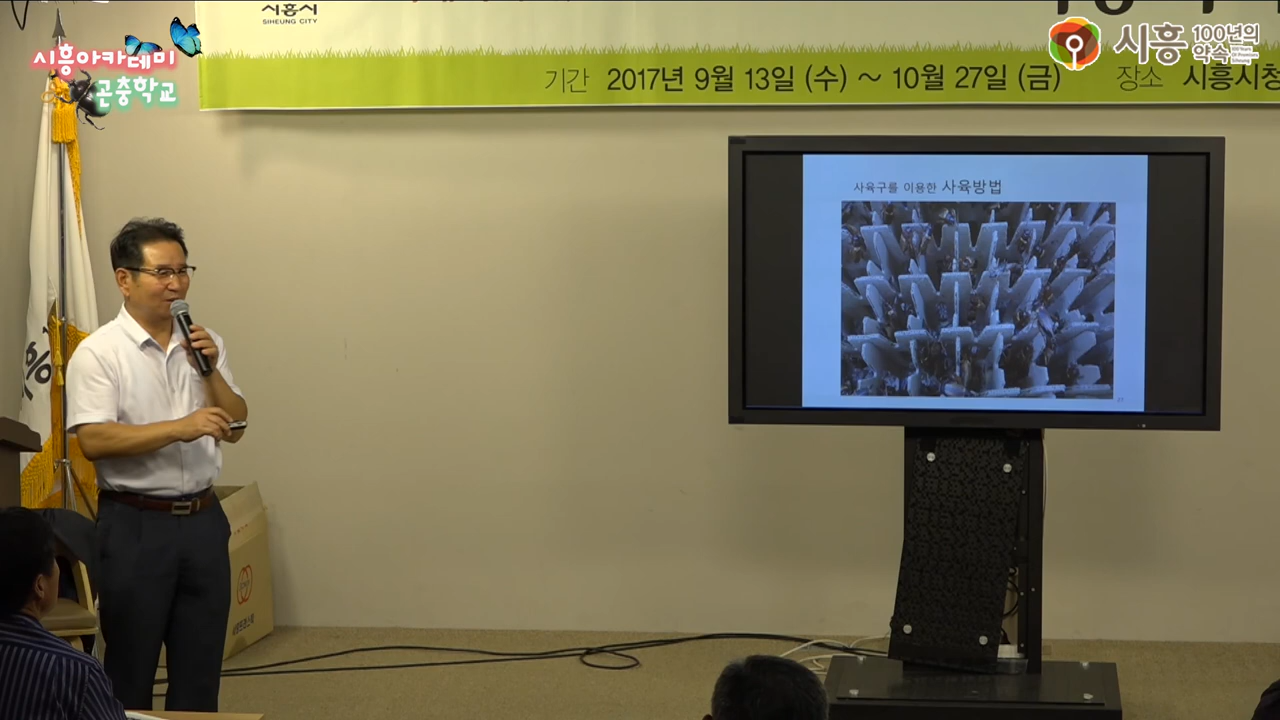 시흥아카데미
곤충학교
시흥시
SIHEUNG CITY
기간 2017년 9월 13일 (수) ~ 10월 27일 (금) 장소 시흥시청
시흥 100년의
약속
사육구를 이용한 사육방법